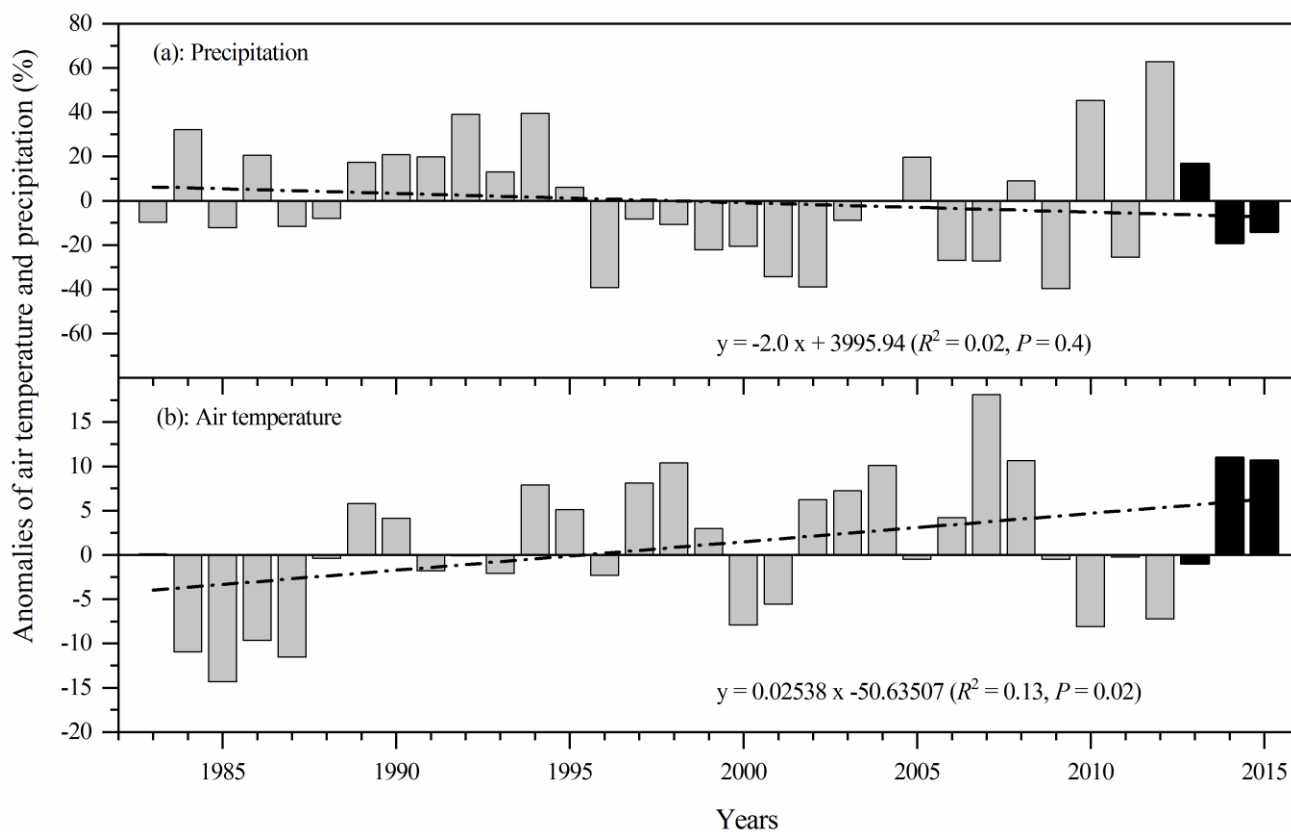 Anomalies of air temperature and precipitation (%)
(a): Precipitation
80
60
40
20
0
-20
-40
-60
y = -2.0 x + 3995.94 (R² = 0.02, P = 0.4)
(b): Air temperature
15
10
5
0
-5
-10
-15
-20
y = 0.02538 x -50.63507 (R² = 0.13, P = 0.02)
1985 1990 1995 2000 2005 2010 2015
Years